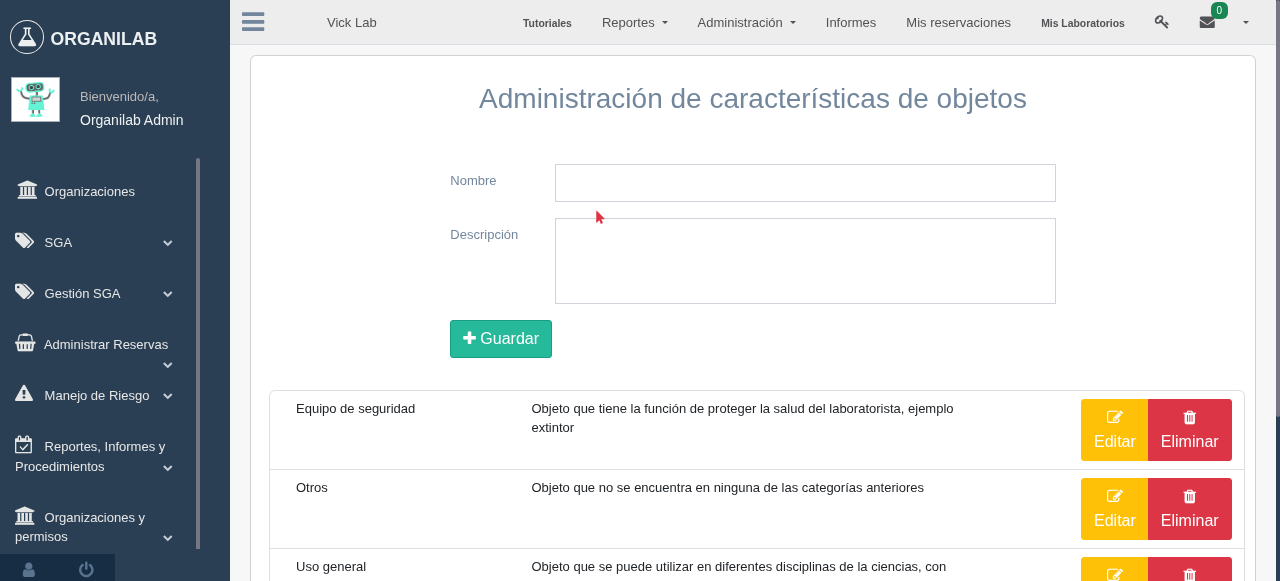 ORGANILAB
Bienvenido/a,
Organilab Admin
Organizaciones
SGA
Gestión SGA
Administrar Reservas
Manejo de Riesgo
Reportes, Informes y
Procedimientos
Organizaciones y
permisos
Vick Lab
Tutoriales
Reportes
Administración
Informes
Mis reservaciones
Mis Laboratorios
0
Administración de características de objetos
Nombre
Descripción
Guardar
Equipo de seguridad
Objeto que tiene la función de proteger la salud del laboratorista, ejemplo
extintor
Editar
Eliminar
Otros
Objeto que no se encuentra en ninguna de las categorías anteriores
Editar
Eliminar
Uso general
Objeto que se puede utilizar en diferentes disciplinas de la ciencias, con